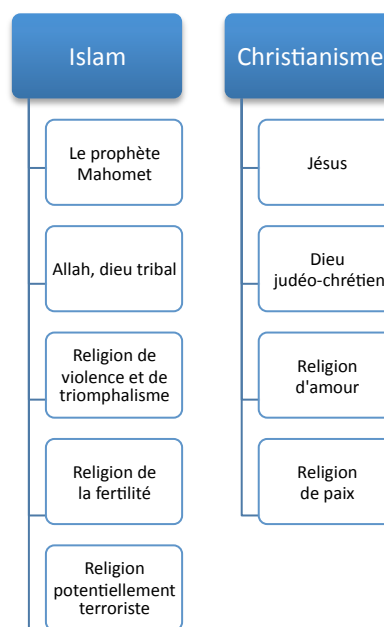 Islam
Le prophète
Mahomet
Allah, dieu tribal
Religion de
violence et de
triomphalisme
Religion de
la fertilité
Religion
potentiellement
terroriste
Christianisme
Jésus
Dieu
judéo-chrétien
Religion
d'amour
Religion
de paix